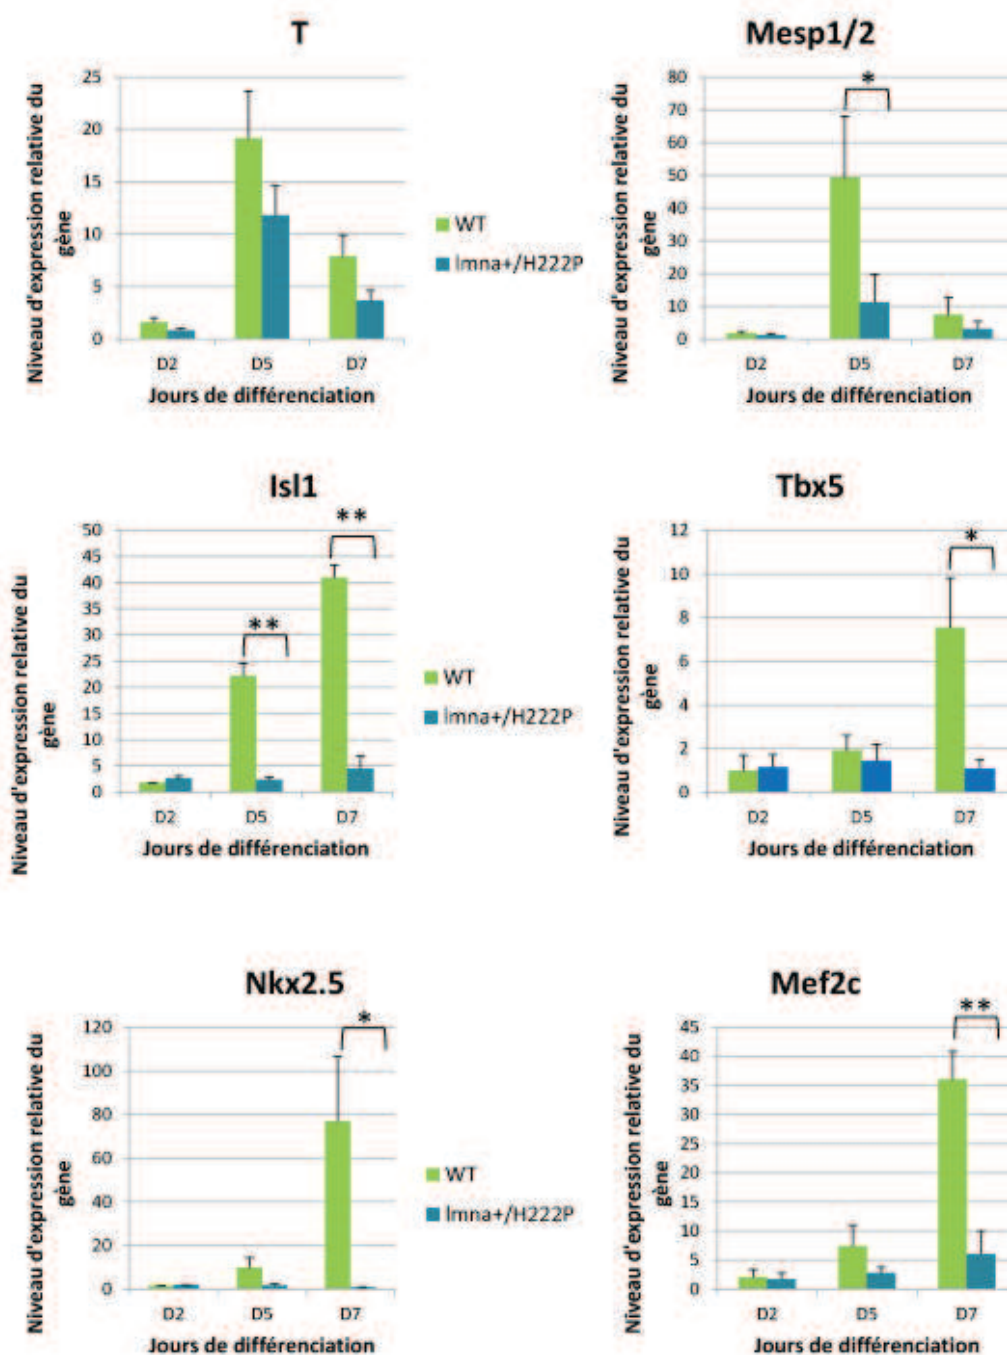 T
Niveau d'expression relative du
gène
25
20
15
10
5
0
D2
D5
D7
Jours de différenciation
WT
lmna+/H222P
Mesp1/2
Niveau d'expression relative du
gène
80
70
60
50
40
30
20
10
0
*
D2
D5
D7
Jours de différenciation
Isl1
Niveau d'expression relative du
gène
50
45
40
35
30
25
20
15
10
5
0
**
**
D2
D5
D7
Jours de différenciation
WT
lmna+/H222P
Tbx5
Niveau d'expression relative du
gène
12
10
8
6
4
2
0
*
D2
D5
D7
Jours de différenciation
Nkx2.5
Niveau d'expression relative du
gène
120
100
80
60
40
20
0
*
D2
D5
D7
Jours de différenciation
WT
lmna+/H222P
Mef2c
Niveau d'expression relative du
gène
45
40
35
30
25
20
15
10
5
0
**
D2
D5
D7
Jours de différenciation